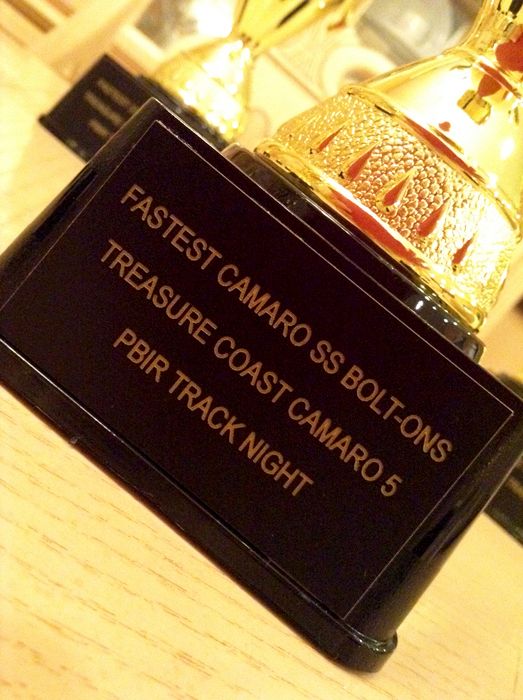 FASTEST CAMARO SS BOLT-ONS
TREASURE COAST CAMARO 5
PBIR TRACK NIGHT